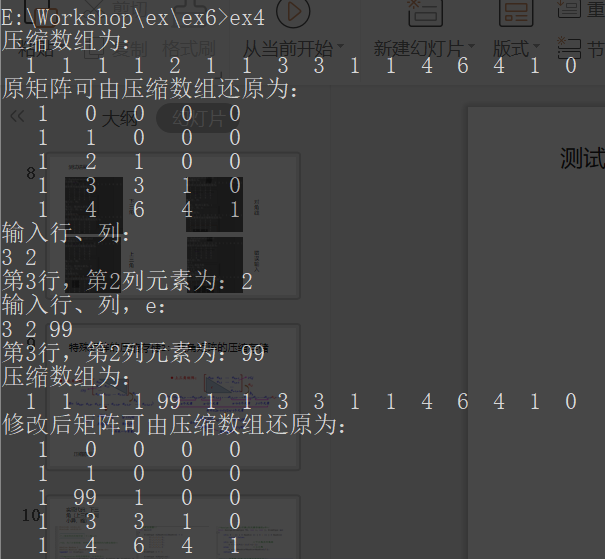 E:\Workshop\ex\ex6>ex4
压缩数组为:
1 1 1 1 2 1 1 3 3 1 1 4 6 4 1 0
原矩阵可由压缩数组还原为:
1 0 0 0 0
1 1 0 0 0
1 2 1 0 0
1 3 3 1 0
1 4 6 4 1
输入行、列:
3 2
第3行, 第2列元素为: 2
输入行、列, e:
3 2 99
第3行, 第2列元素为: 99
压缩数组为:
1 1 1 1 99 1 1 3 3 1 1 4 6 4 1 0
修改后矩阵可由压缩数组还原为:
1 0 0 0 0
1 1 0 0 0
1 99 1 0 0
1 3 3 1 0
1 4 6 4 1
从当前开始
新建幻灯片
版式
格式刷
大纲
幻灯片
8
10
测试